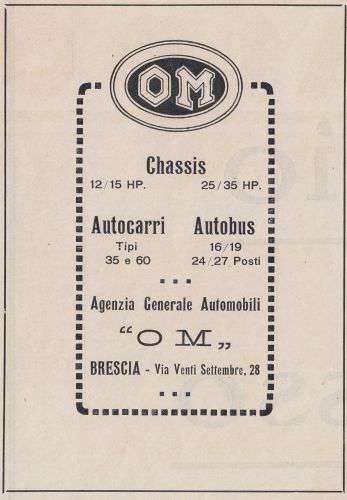 OM
Chassis
12/15 HP. 25/35 HP.
Autocarri Autobus
Tipi 16/19
35 e 60 24/27 Posti
Agenzia Generale Automobili
“OM„
BRESCIA - Via Venti Settembre, 28